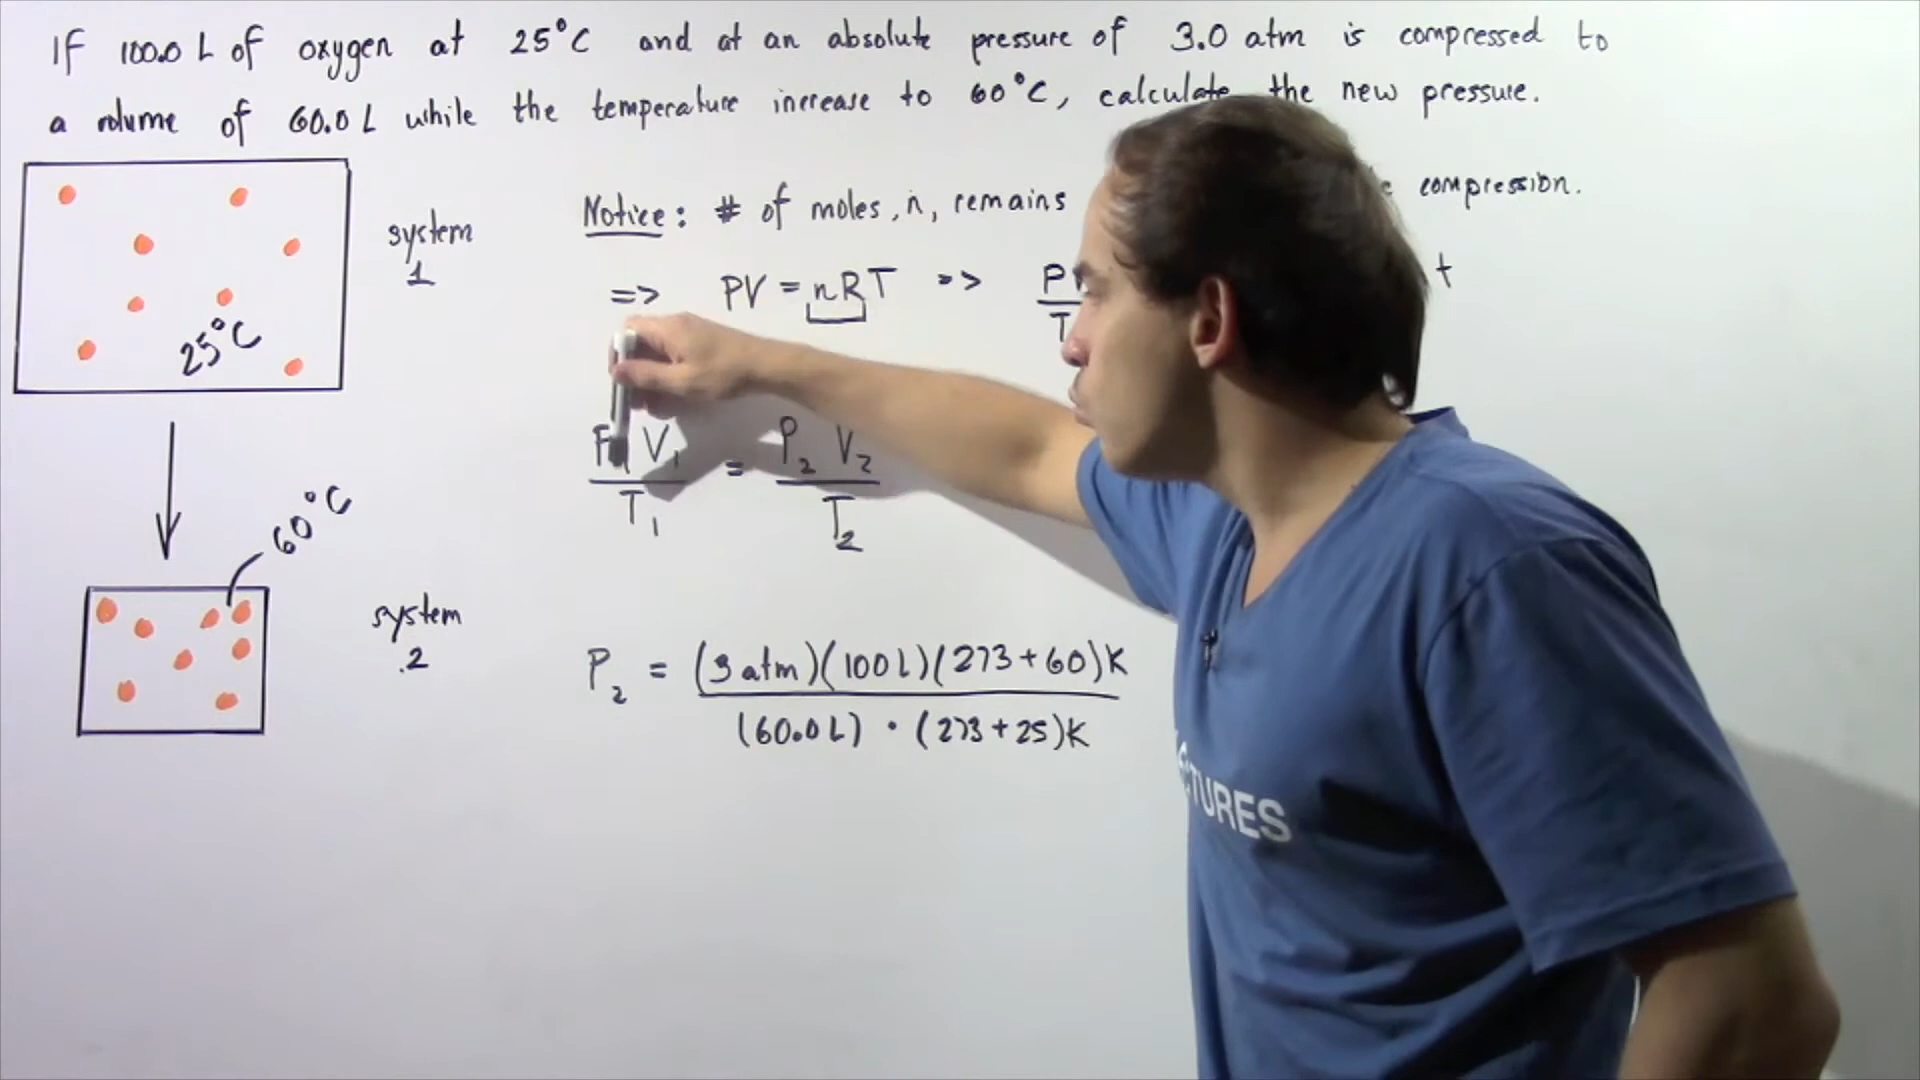 If 100.0 L of oxygen at 25°C and at an absolute pressure of 3.0 atm is compressed to
a volume of 60.0 L while the temperature increase to 60°C, calculate the new pressure.
Notice: # of moles, n, remains compression.
system
1
=> PV = nRT => P
T
t
25°C
V₁ / T₁ = P₂ V₂ / T₂
60°C
system
2
P₂ = (3 atm)(100 L)(273+60)K
(60.0 L) · (273+25)K
CTURES